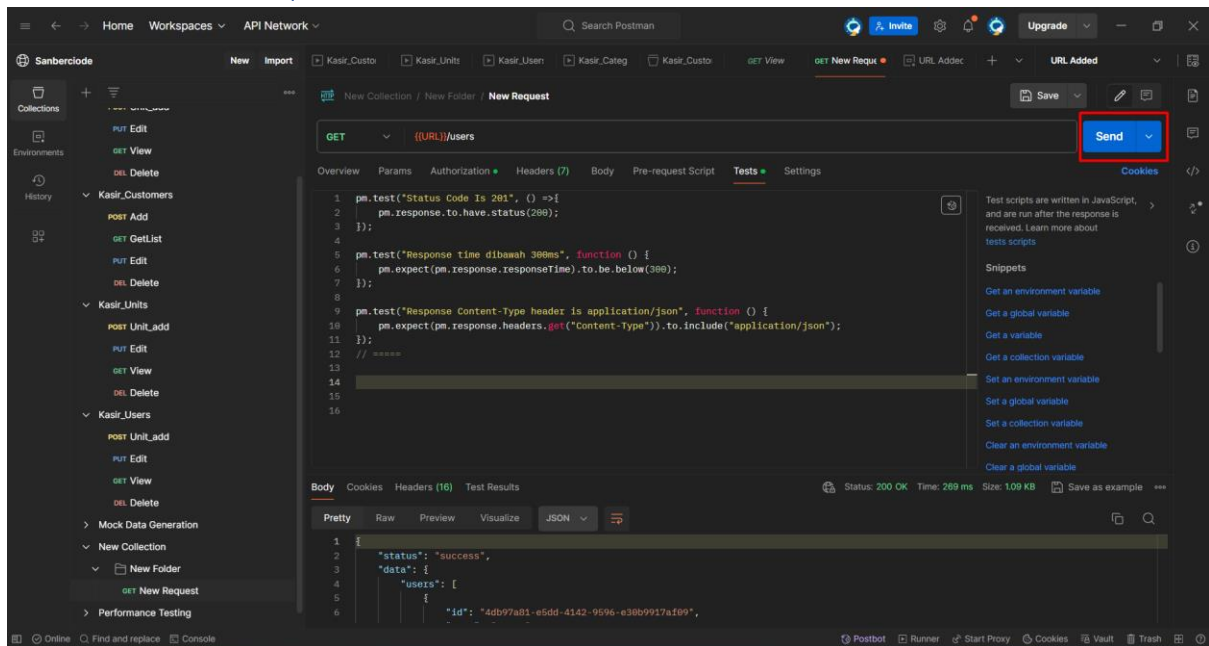 Home Workspaces API Network Search Postman Invite Upgrade
Sanberciode New Import Kasir_Custo Kasir_Units Kasir_User: Kasir_Categ Kasir_Custo GET View GET New Reque URL Addec URL Added
New Collection / New Folder / New Request Save
Collections
Environments
History
PUT Edit
GET View
DEL Delete
Kasir_Customers
POST Add
GET GetList
PUT Edit
DEL Delete
Kasir_Units
POST Unit_add
PUT Edit
GET View
DEL Delete
Kasir_Users
POST Unit_add
PUT Edit
GET View
DEL Delete
Mock Data Generation
New Collection
New Folder
GET New Request
Performance Testing
GET {{URL}}/users Send
Overview Params Authorization Headers (7) Body Pre-request Script Tests Settings Cookies
1 pm.test("Status Code Is 201", () =>{
2 pm.response.to.have.status(200);
3 });
4
5 pm.test("Response time dibawah 300ms", function () {
6 pm.expect(pm.response.responseTime).to.be.below(300);
7 });
8
9 pm.test("Response Content-Type header is application/json", function () {
10 pm.expect(pm.response.headers.get("Content-Type")).to.include("application/json");
11 });
12 // =====
13
14
15
16
Test scripts are written in JavaScript,
and are run after the response is
received. Learn more about
tests scripts
Snippets
Get an environment variable
Get a global variable
Get a variable
Get a collection variable
Set an environment variable
Set a global variable
Set a collection variable
Clear an environment variable
Clear a global variable
Body Cookies Headers (16) Test Results Status: 200 OK Time: 269 ms Size: 1.09 KB Save as example
Pretty Raw Preview Visualize JSON
1 {
2 "status": "success",
3 "data": {
4 "users": [
5 {
6 "id": "4db97a81-e5dd-4142-9596-e30b9917af09",
Online Find and replace Console Postbot Runner Start Proxy Cookies Vault Trash